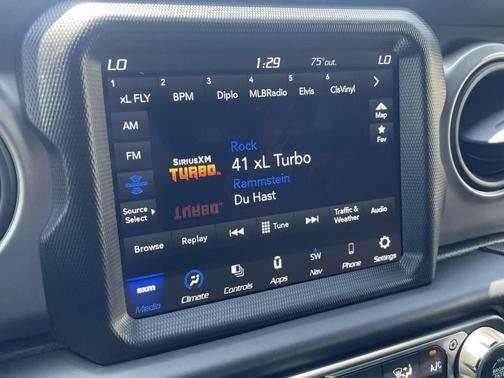 LO 1:29 75°out. LO
1 2 3 4 5 6
xL FLY BPM Diplo MLBRadio Elvis ClsVinyl
AM
Map
FM
Fav
Rock
SiriusXM
TURBO
41 xL Turbo
Rammstein
Du Hast
Source
Select
Browse Replay Tune Traffic & Weather Audio
sxm
Media
Climate
Controls
Apps
SW
Nav
Phone
Settings
A/C